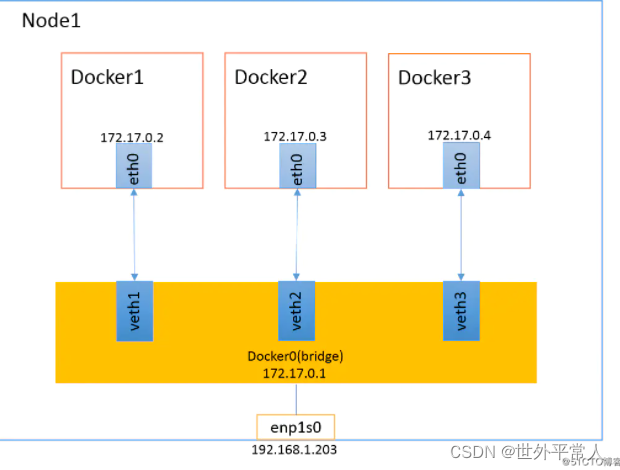 Node1
Docker1
Docker2
Docker3
172.17.0.2
172.17.0.3
172.17.0.4
eth0
eth0
eth0
veth1
veth2
veth3
Docker0(bridge)
172.17.0.1
enp1s0
192.168.1.203
CSDN @世外平常人
@51CTO博客